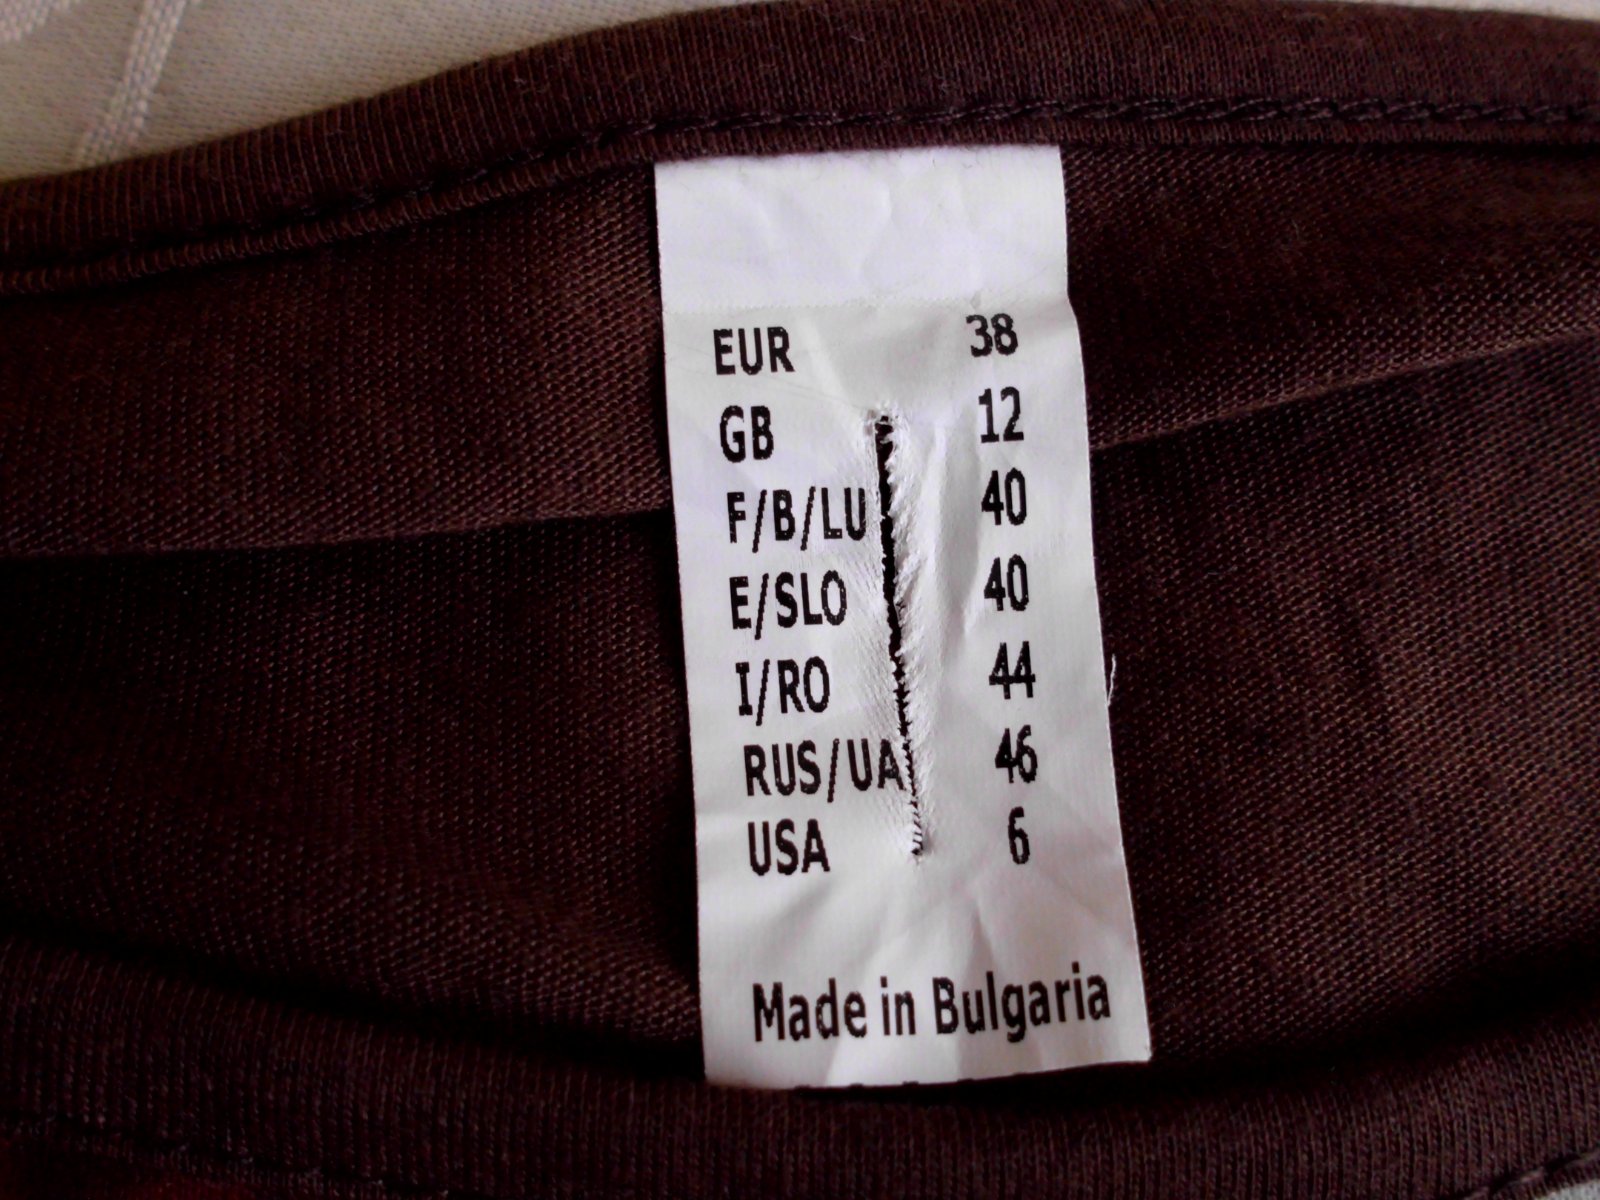 EUR 38
GB 12
F/B/LU 40
E/SLO 40
I/RO 44
RUS/UA 46
USA 6
Made in Bulgaria